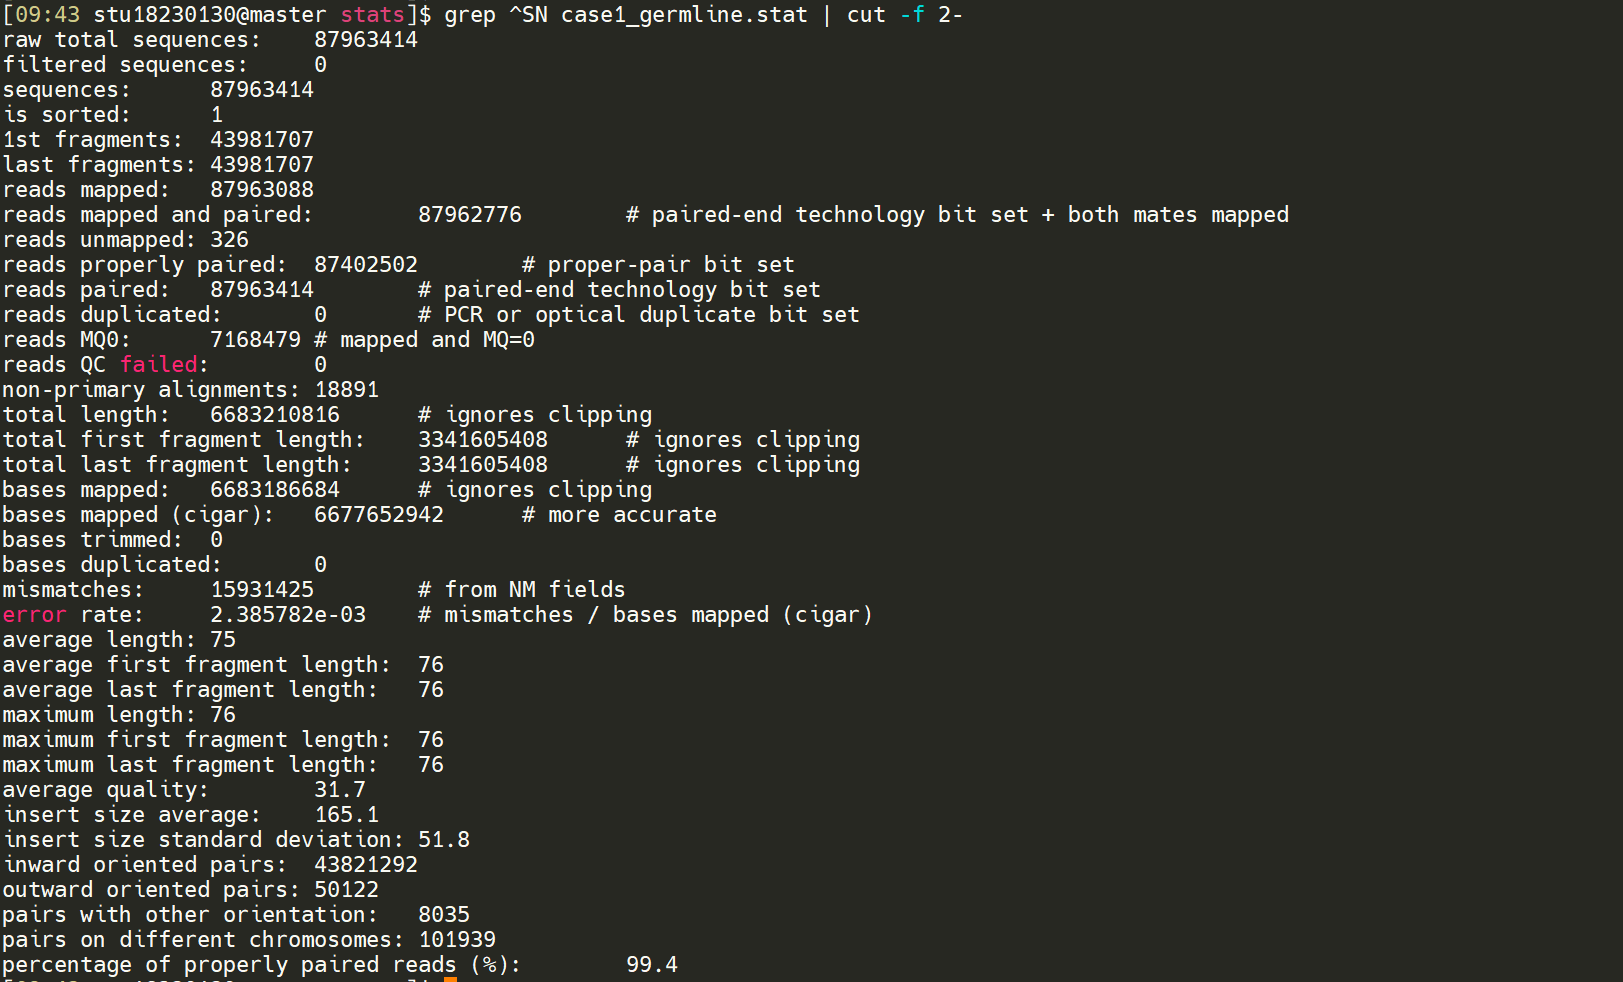 [09:43 stu18230130@master stats]$ grep ^SN case1_germline.stat | cut -f 2-
raw total sequences:    87963414
filtered sequences:     0
sequences:      87963414
is sorted:      1
1st fragments:  43981707
last fragments: 43981707
reads mapped:   87963088
reads mapped and paired:        87962776        # paired-end technology bit set + both mates mapped
reads unmapped: 326
reads properly paired:  87402502        # proper-pair bit set
reads paired:   87963414        # paired-end technology bit set
reads duplicated:       0       # PCR or optical duplicate bit set
reads MQ0:      7168479 # mapped and MQ=0
reads QC failed:        0
non-primary alignments: 18891
total length:   6683210816      # ignores clipping
total first fragment length:    3341605408      # ignores clipping
total last fragment length:     3341605408      # ignores clipping
bases mapped:   6683186684      # ignores clipping
bases mapped (cigar):   6677652942      # more accurate
bases trimmed:  0
bases duplicated:       0
mismatches:     15931425        # from NM fields
error rate:     2.385782e-03    # mismatches / bases mapped (cigar)
average length: 75
average first fragment length:  76
average last fragment length:   76
maximum length: 76
maximum first fragment length:  76
maximum last fragment length:   76
average quality:        31.7
insert size average:    165.1
insert size standard deviation: 51.8
inward oriented pairs:  43821292
outward oriented pairs: 50122
pairs with other orientation:   8035
pairs on different chromosomes: 101939
percentage of properly paired reads (%):        99.4